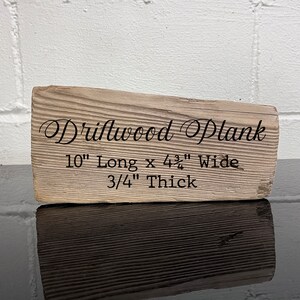 Driftwood Plank
10" Long x 4¾" Wide
3/4" Thick